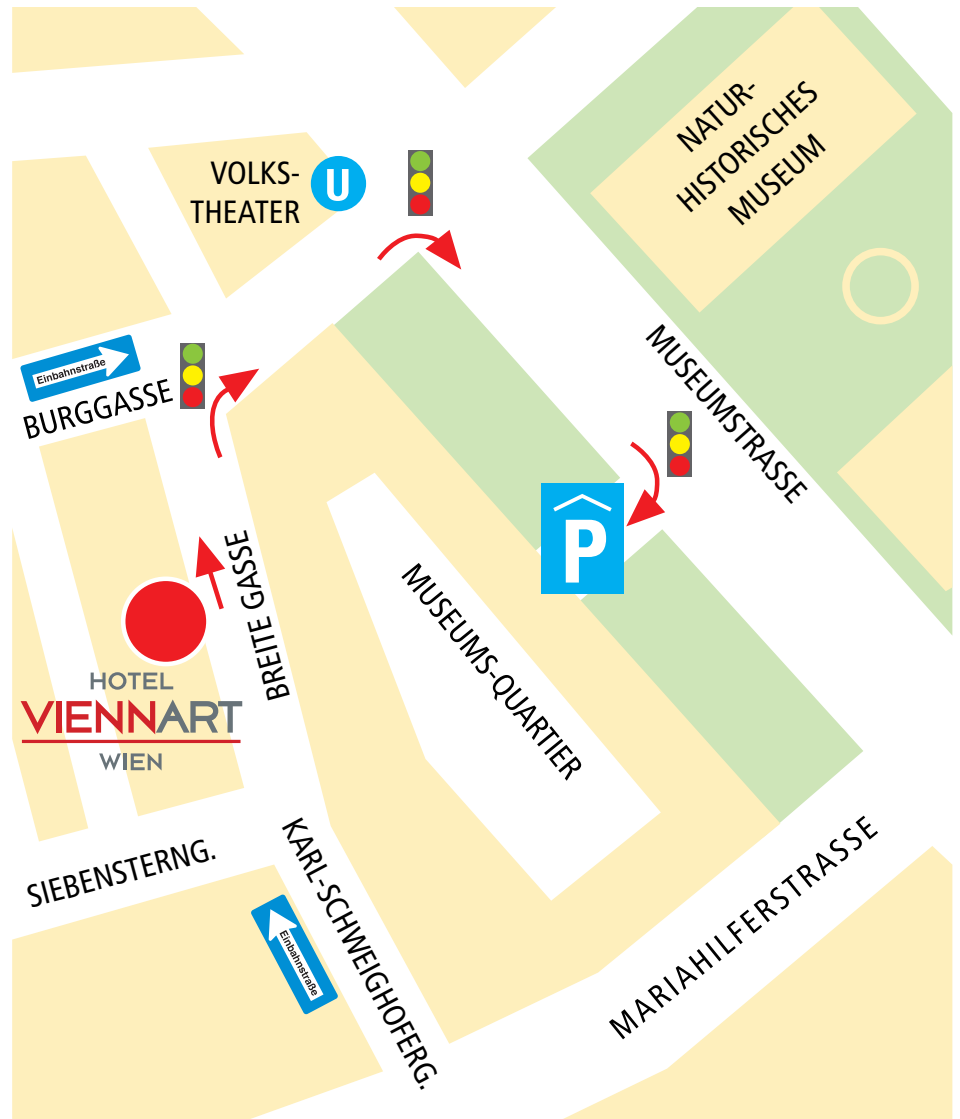 NATUR-
HISTORISCHES
MUSEUM
VOLKS-
THEATER
U
Einbahnstraße
BURGGASSE
MUSEUMSTRASSE
P
BREITE GASSE
MUSEUMS-QUARTIER
HOTEL
VIENNART
WIEN
SIEBENSTERNG.
KARL-SCHWEIGHOFERG.
Einbahnstraße
MARIAHILFERSTRASSE